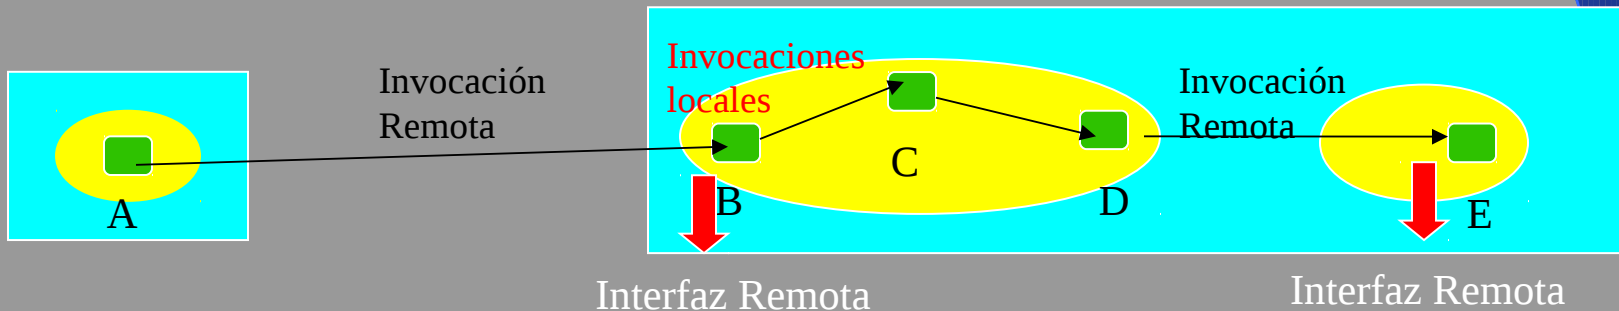 Invocaciones
locales
Invocación
Remota
Invocación
Remota
A
B
C
D
E
Interfaz Remota
Interfaz Remota